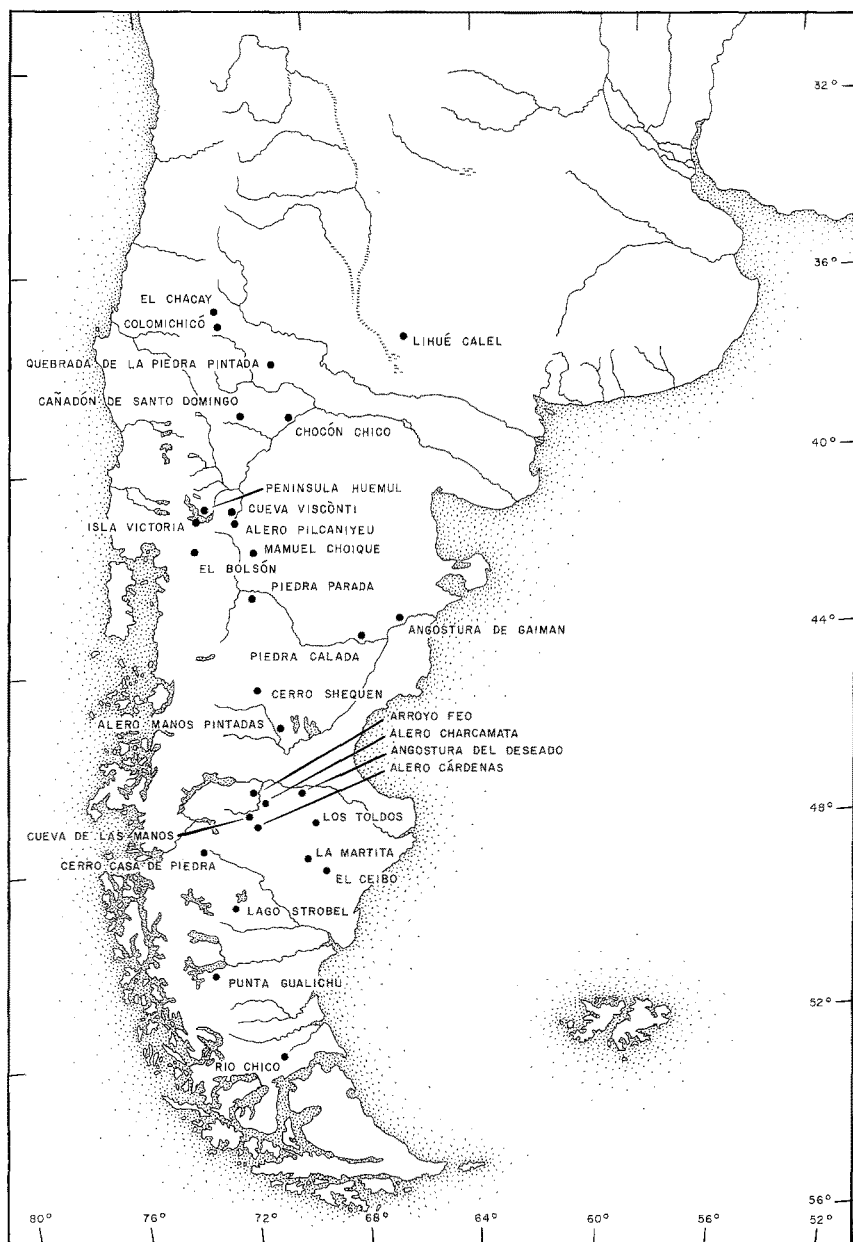 32°
36°
EL CHACAY
COLOMICHICÓ
LIHUÉ CALEL
QUEBRADA DE LA PIEDRA PINTADA
CAÑADÓN DE SANTO DOMINGO
CHOCÓN CHICO
40°
PENINSULA HUEMUL
CUEVA VISCÒNTI
ISLA VICTORIA
ALERO PILCANIYEU
MAMUEL CHOIQUE
EL BOLSÓN
PIEDRA PARADA
44°
ANGOSTURA DE GAIMAN
PIEDRA CALADA
CERRO SHEQUEN
ARROYO FEO
ALERO MANOS PINTADAS
ALERO CHARCAMATA
ANGOSTURA DEL DESEADO
ALERO CÁRDENAS
48°
LOS TOLDOS
CUEVA DE LAS MANOS
LA MARTITA
CERRO CASA DE PIEDRA
EL CEIBO
LAGO STROBEL
PUNTA GUALICHU
52°
RIO CHICO
56°
80° 76° 72° 68° 64° 60° 56° 52°